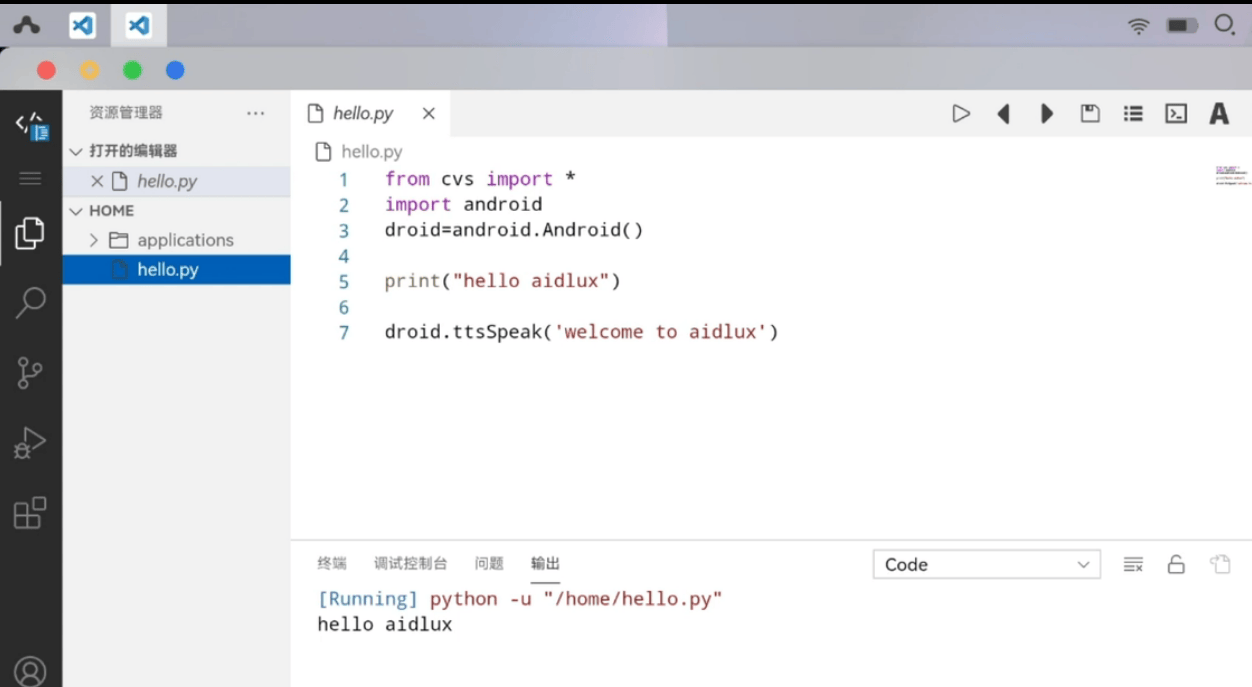 资源管理器 ···
打开的编辑器
hello.py
HOME
applications
hello.py
hello.py
hello.py
1 from cvs import *
2 import android
3 droid=android.Android()
4
5 print("hello aidlux")
6
7 droid.ttsSpeak('welcome to aidlux')
终端 调试控制台 问题 输出 Code
[Running] python -u "/home/hello.py"
hello aidlux